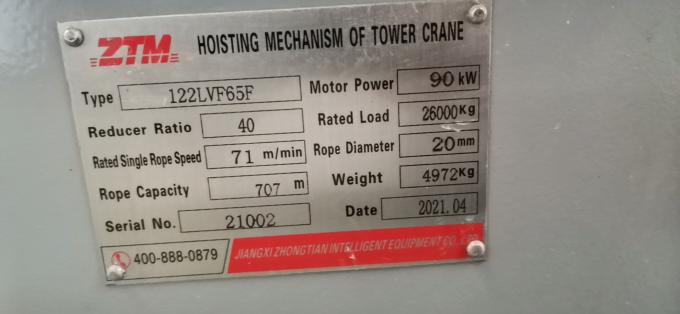 ZTM HOISTING MECHANISM OF TOWER CRANE
Type 122LVF65F Motor Power 90 kW
Reducer Ratio 40 Rated Load 26000Kg
Rated Single Rope Speed 71 m/min Rope Diameter 20mm
Rope Capacity 707 m Weight 4972Kg
Serial No. 21002 Date 2021.04
400-888-0879 JIANGXI ZHONGTIAN INTELLIGENT EQUIPMENT CO., LTD